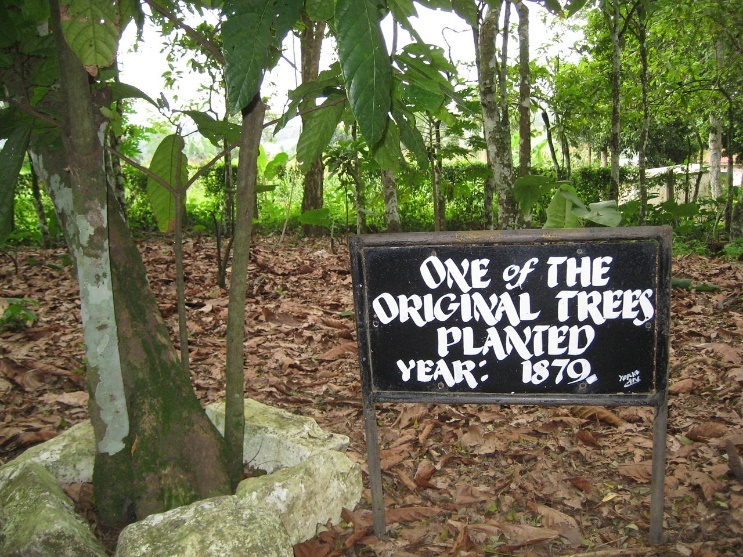 ONE of THE
ORIGINAL TREES
PLANTED
YEAR: 1879.